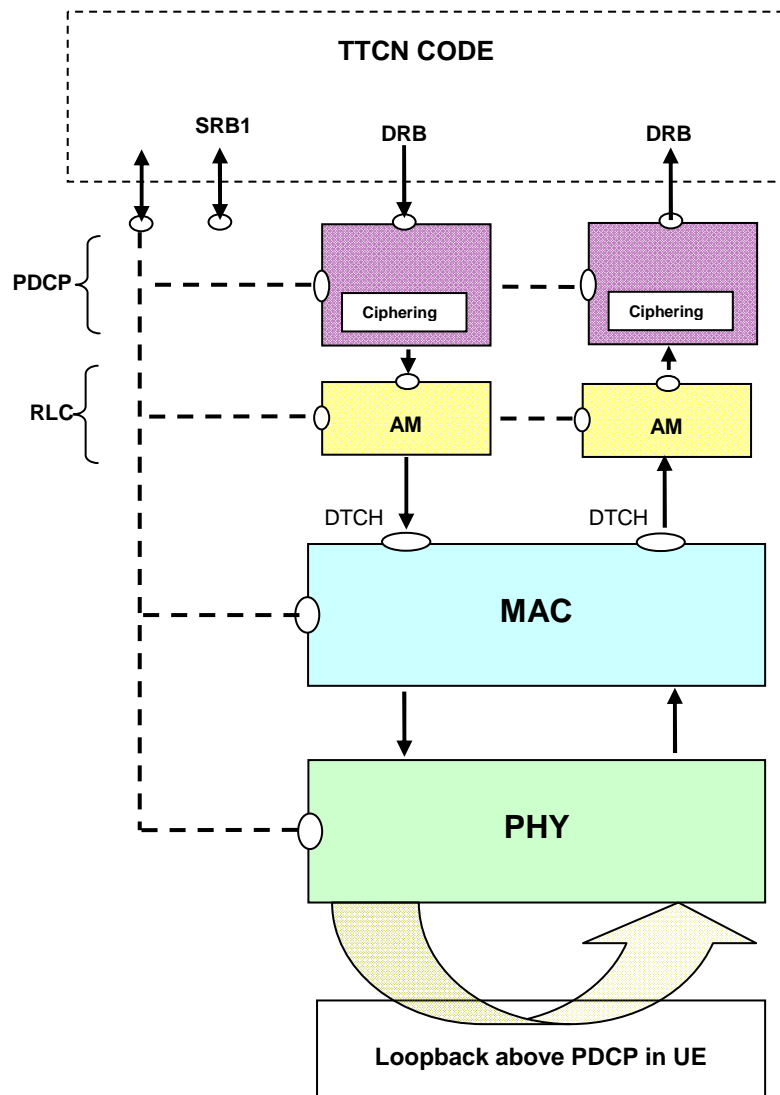 TTCN CODE
SRB1
DRB
DRB
PDCP
Ciphering
Ciphering
RLC
AM
AM
DTCH
DTCH
MAC
PHY
Loopback above PDCP in UE